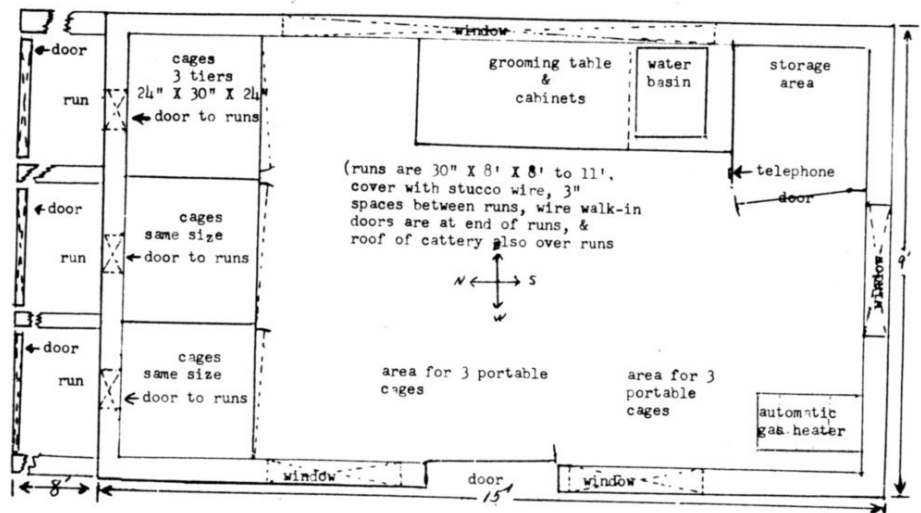 window
door
run
cages
3 tiers
24" X 30" X 24"
door to runs
grooming table
&
cabinets
water
basin
storage
area
telephone
door
(runs are 30" X 8' X 8' to 11',
cover with stucco wire, 3"
spaces between runs, wire walk-in
doors are at end of runs, &
roof of cattery also over runs
door
run
cages
same size
door to runs
N
S
W
window
9'
door
run
cages
same size
door to runs
area for 3 portable
cages
area for 3
portable
cages
automatic
gas heater
window
door
window
8'
15'